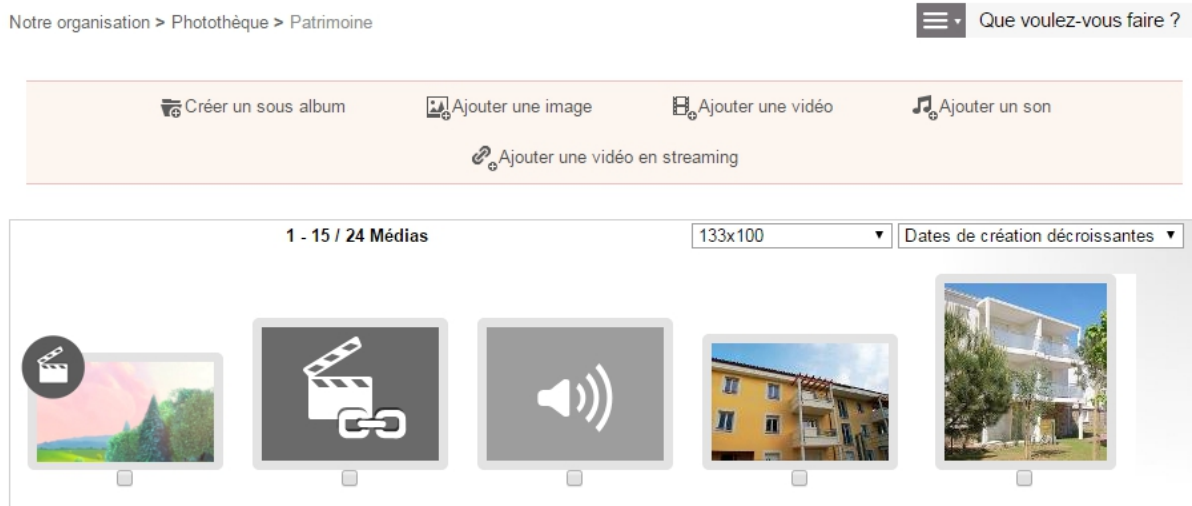 Notre organisation > Photothèque > Patrimoine
Que voulez-vous faire ?
Créer un sous album
Ajouter une image
Ajouter une vidéo
Ajouter un son
Ajouter une vidéo en streaming
1 - 15 / 24 Médias
133x100
Dates de création décroissantes